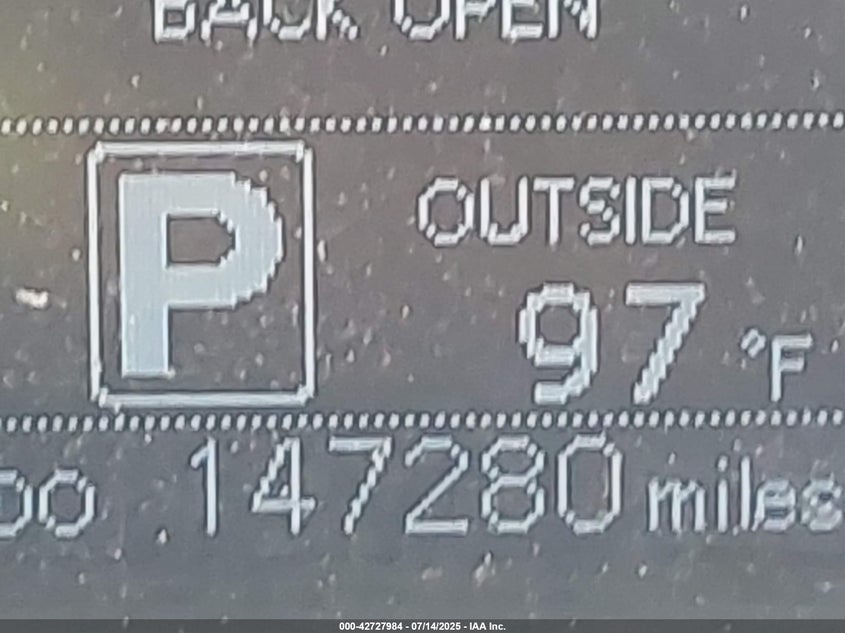 BACK OPEN
P
OUTSIDE
97 °F
ODO 147280 miles
000-42727984 - 07/14/2025 - IAA Inc.